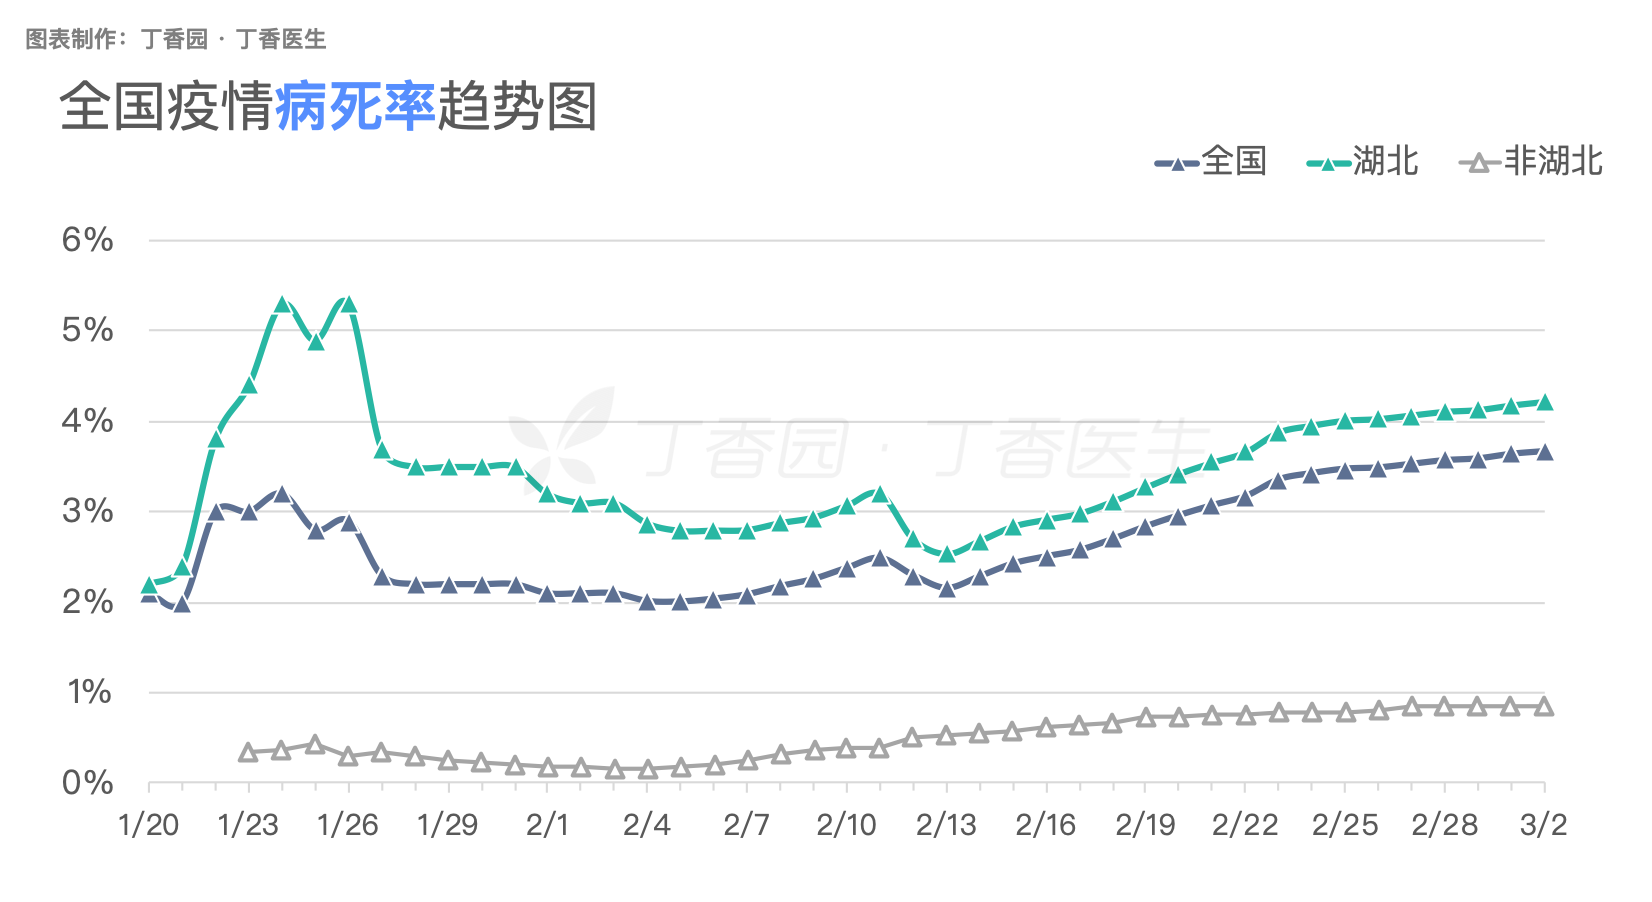 图表制作：丁香园 · 丁香医生
全国疫情病死率趋势图
全国 湖北 非湖北
6%
5%
4%
丁香园 · 丁香医生
3%
2%
1%
0%
1/20 1/23 1/26 1/29 2/1 2/4 2/7 2/10 2/13 2/16 2/19 2/22 2/25 2/28 3/2